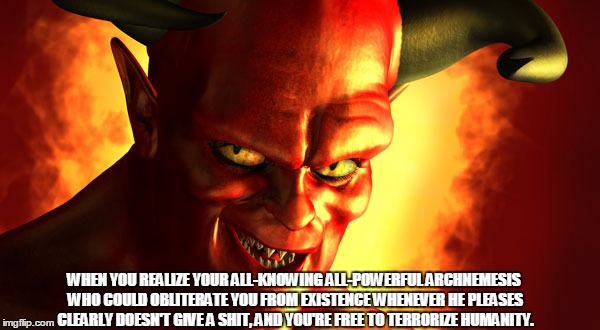 WHEN YOU REALIZE YOUR ALL-KNOWING ALL-POWERFUL ARCHNEMESIS
WHO COULD OBLITERATE YOU FROM EXISTENCE WHENEVER HE PLEASES
CLEARLY DOESN'T GIVE A SHIT, AND YOU'RE FREE TO TERRORIZE HUMANITY.
imgflip.com